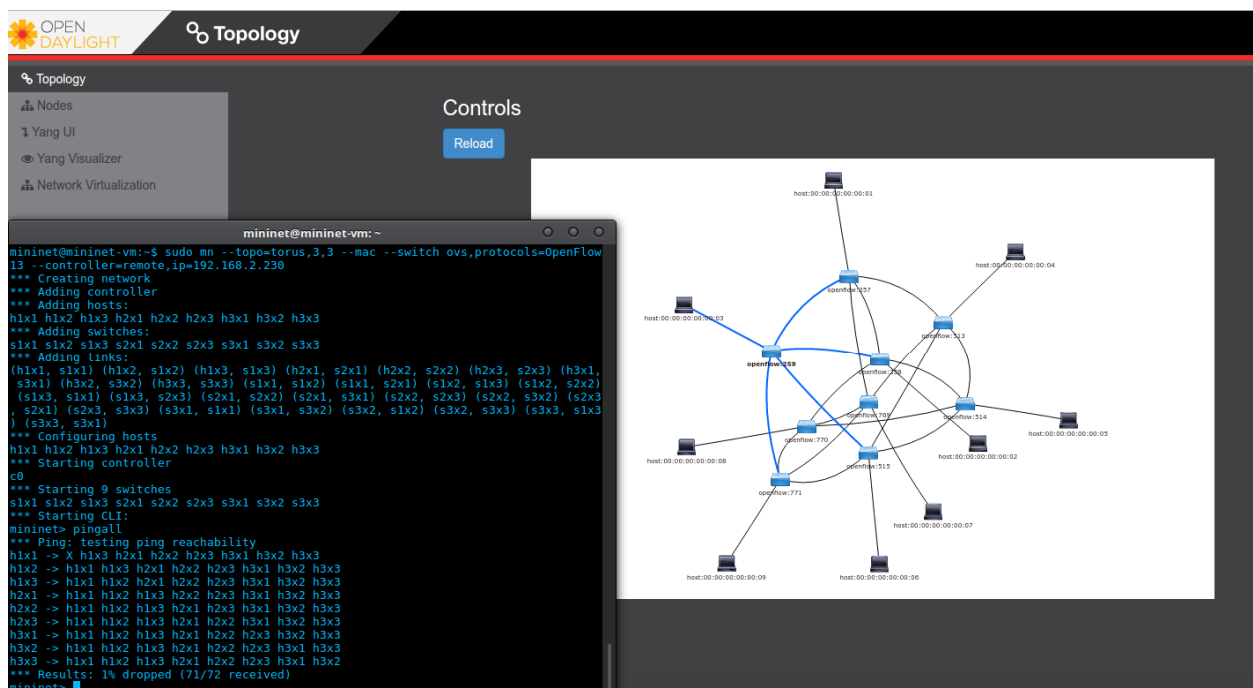 OPEN
DAYLIGHT
Topology
Topology
Nodes
Yang UI
Yang Visualizer
Network Virtualization
Controls
Reload
host:00:00:00:00:00:01
host:00:00:00:00:00:04
openflow:257
host:00:00:00:00:00:03
openflow:513
openflow:259
openflow:258
openflow:769
openflow:514
openflow:770
host:00:00:00:00:00:05
host:00:00:00:00:00:08
host:00:00:00:00:00:02
openflow:515
openflow:771
host:00:00:00:00:00:07
host:00:00:00:00:00:09
host:00:00:00:00:00:06
mininet@mininet-vm: ~
mininet@mininet-vm:~$ sudo mn --topo=torus,3,3 --mac --switch ovs,protocols=OpenFlow
13 --controller=remote,ip=192.168.2.230
*** Creating network
*** Adding controller
*** Adding hosts:
h1x1 h1x2 h1x3 h2x1 h2x2 h2x3 h3x1 h3x2 h3x3
*** Adding switches:
s1x1 s1x2 s1x3 s2x1 s2x2 s2x3 s3x1 s3x2 s3x3
*** Adding links:
(h1x1, s1x1) (h1x2, s1x2) (h1x3, s1x3) (h2x1, s2x1) (h2x2, s2x2) (h2x3, s2x3) (h3x1,
s3x1) (h3x2, s3x2) (h3x3, s3x3) (s1x1, s1x2) (s1x1, s2x1) (s1x2, s1x3) (s1x2, s2x2)
(s1x3, s1x1) (s1x3, s2x3) (s2x1, s2x2) (s2x1, s3x1) (s2x2, s2x3) (s2x2, s3x2) (s2x3
, s2x1) (s2x3, s3x3) (s3x1, s1x1) (s3x1, s3x2) (s3x2, s1x2) (s3x2, s3x3) (s3x3, s1x3
) (s3x3, s3x1)
*** Configuring hosts
h1x1 h1x2 h1x3 h2x1 h2x2 h2x3 h3x1 h3x2 h3x3
*** Starting controller
c0
*** Starting 9 switches
s1x1 s1x2 s1x3 s2x1 s2x2 s2x3 s3x1 s3x2 s3x3
*** Starting CLI:
mininet> pingall
*** Ping: testing ping reachability
h1x1 -> X h1x3 h2x1 h2x2 h2x3 h3x1 h3x2 h3x3
h1x2 -> h1x1 h1x3 h2x1 h2x2 h2x3 h3x1 h3x2 h3x3
h1x3 -> h1x1 h1x2 h2x1 h2x2 h2x3 h3x1 h3x2 h3x3
h2x1 -> h1x1 h1x2 h1x3 h2x2 h2x3 h3x1 h3x2 h3x3
h2x2 -> h1x1 h1x2 h1x3 h2x1 h2x3 h3x1 h3x2 h3x3
h2x3 -> h1x1 h1x2 h1x3 h2x1 h2x2 h3x1 h3x2 h3x3
h3x1 -> h1x1 h1x2 h1x3 h2x1 h2x2 h2x3 h3x2 h3x3
h3x2 -> h1x1 h1x2 h1x3 h2x1 h2x2 h2x3 h3x1 h3x3
h3x3 -> h1x1 h1x2 h1x3 h2x1 h2x2 h2x3 h3x1 h3x2
*** Results: 1% dropped (71/72 received)
mininet>